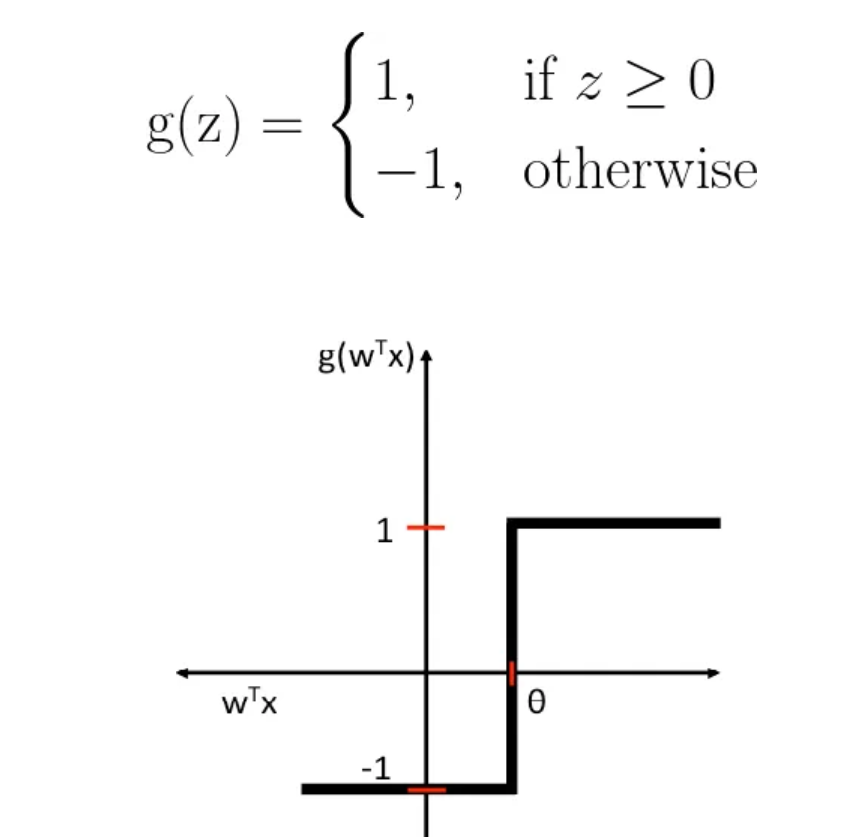 g(z) = { 1, if z ≥ 0
−1, otherwise
g(wᵀx)
1
wᵀx θ
-1